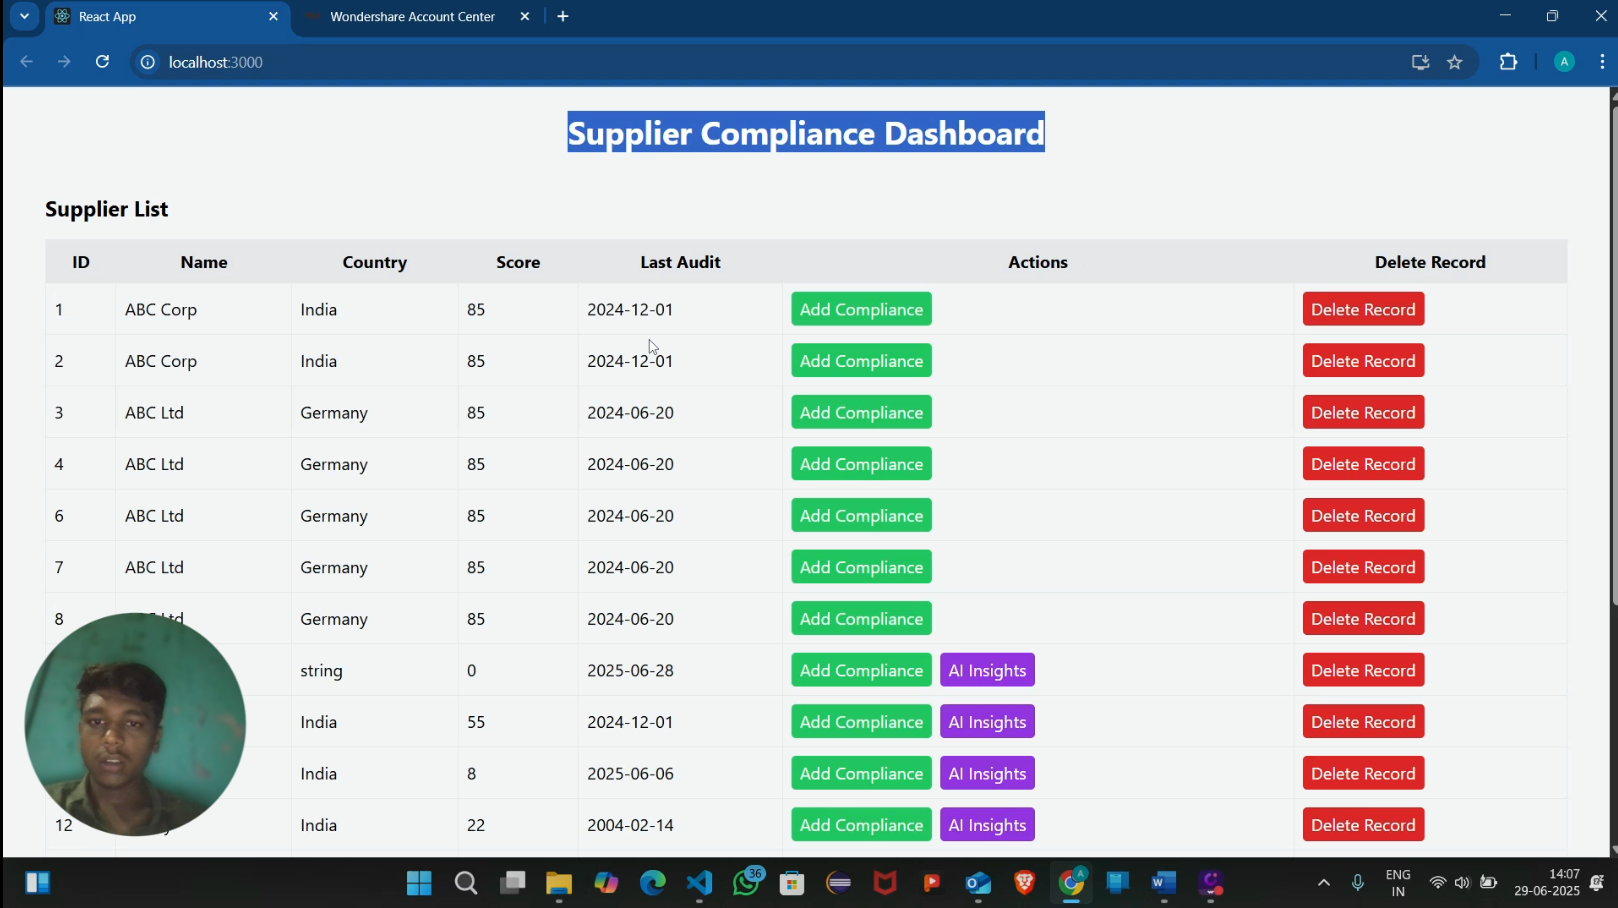 React App
Wondershare Account Center
localhost:3000
A
Supplier Compliance Dashboard
Supplier List
ID Name Country Score Last Audit Actions Delete Record
1 ABC Corp India 85 2024-12-01 Add Compliance Delete Record
2 ABC Corp India 85 2024-12-01 Add Compliance Delete Record
3 ABC Ltd Germany 85 2024-06-20 Add Compliance Delete Record
4 ABC Ltd Germany 85 2024-06-20 Add Compliance Delete Record
6 ABC Ltd Germany 85 2024-06-20 Add Compliance Delete Record
7 ABC Ltd Germany 85 2024-06-20 Add Compliance Delete Record
8 Germany 85 2024-06-20 Add Compliance Delete Record
string 0 2025-06-28 Add Compliance AI Insights Delete Record
India 55 2024-12-01 Add Compliance AI Insights Delete Record
India 8 2025-06-06 Add Compliance AI Insights Delete Record
12 India 22 2004-02-14 Add Compliance AI Insights Delete Record
36
ENG
IN
14:07
29-06-2025